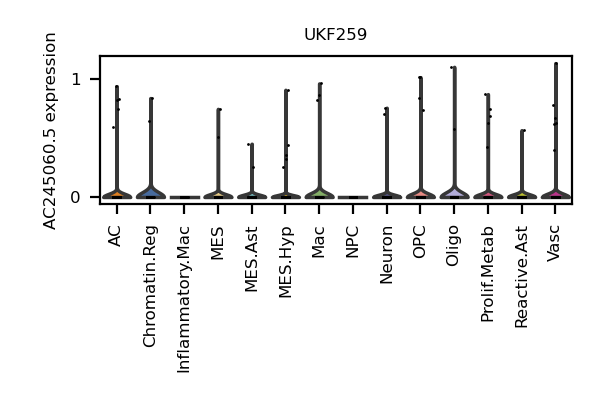 UKF259
AC245060.5 expression
1
0
AC
Chromatin.Reg
Inflammatory.Mac
MES
MES.Ast
MES.Hyp
Mac
NPC
Neuron
OPC
Oligo
Prolif.Metab
Reactive.Ast
Vasc